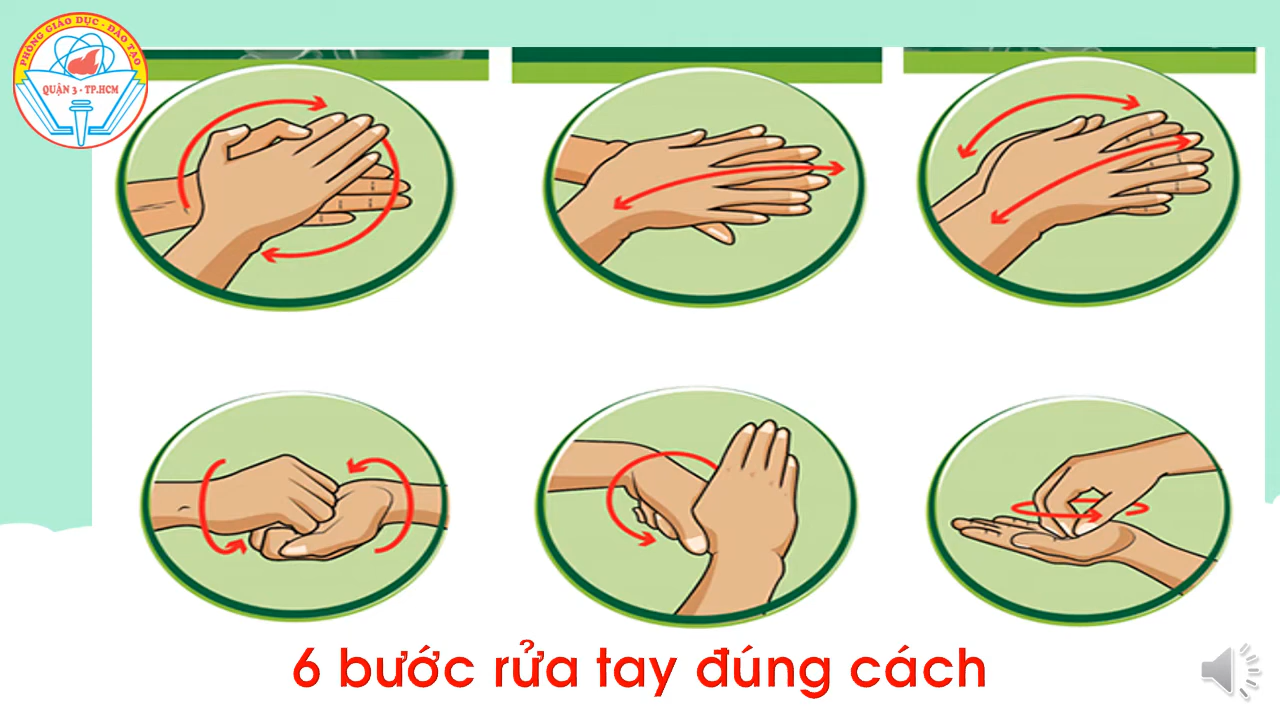 PHÒNG GIÁO DỤC - ĐÀO TẠO
QUẬN 3 - TP.HCM
6 bước rửa tay đúng cách